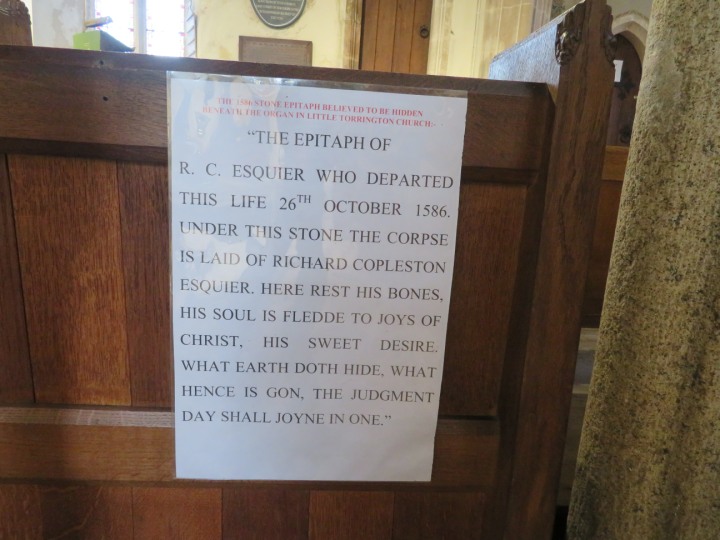 THE 1586 STONE EPITAPH BELIEVED TO BE HIDDEN
BENEATH THE ORGAN IN LITTLE TORRINGTON CHURCH:-
“THE EPITAPH OF
R. C. ESQUIER WHO DEPARTED
THIS LIFE 26TH OCTOBER 1586.
UNDER THIS STONE THE CORPSE
IS LAID OF RICHARD COPLESTON
ESQUIER. HERE REST HIS BONES,
HIS SOUL IS FLEDDE TO JOYS OF
CHRIST, HIS SWEET DESIRE.
WHAT EARTH DOTH HIDE, WHAT
HENCE IS GON, THE JUDGMENT
DAY SHALL JOYNE IN ONE.”